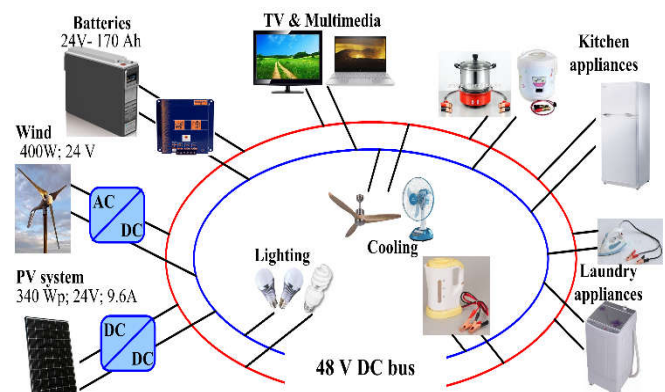 Batteries
24V- 170 Ah
TV & Multimedia
Kitchen
appliances
Wind
400W; 24 V
AC
DC
Cooling
Lighting
PV system
340 Wp; 24V; 9.6A
DC
DC
Laundry
appliances
48 V DC bus